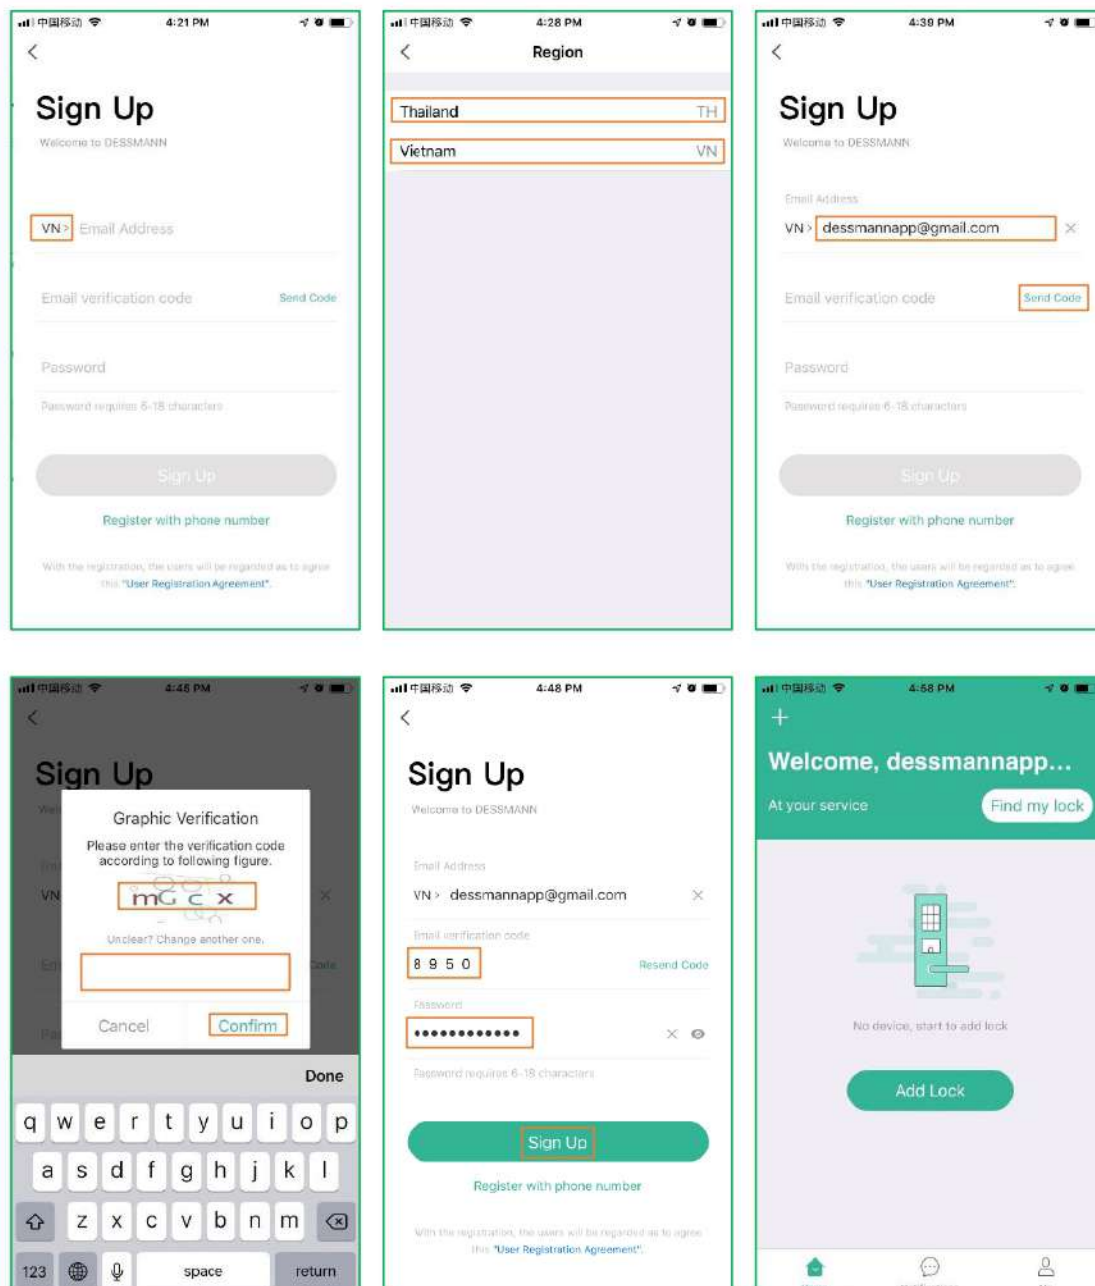 中国移动 4:21 PM
Sign Up
Welcome to DESSMANN
VN > Email Address
Email verification code Send Code
Password
Password requires 6-18 characters
Sign Up
Register with phone number
With the registration, the users will be regarded as to agree
this "User Registration Agreement".
中国移动 4:28 PM
Region
Thailand TH
Vietnam VN
中国移动 4:39 PM
Sign Up
Welcome to DESSMANN
Email Address
VN > dessmannapp@gmail.com
Email verification code Send Code
Password
Password requires 6-18 characters
Sign Up
Register with phone number
With the registration, the users will be regarded as to agree
this "User Registration Agreement".
中国移动 4:45 PM
Sign Up
Graphic Verification
Please enter the verification code
according to following figure.
VN
mG c x
Unclear? Change another one.
Cancel Confirm
Done
q w e r t y u i o p
a s d f g h j k l
z x c v b n m
123 space return
中国移动 4:48 PM
Sign Up
Welcome to DESSMANN
Email Address
VN > dessmannapp@gmail.com
Email verification code
8 9 5 0 Resend Code
Password
Password requires 6-18 characters
Sign Up
Register with phone number
With the registration, the users will be regarded as to agree
this "User Registration Agreement".
中国移动 4:58 PM
Welcome, dessmannapp...
At your service Find my lock
No device, start to add lock
Add Lock